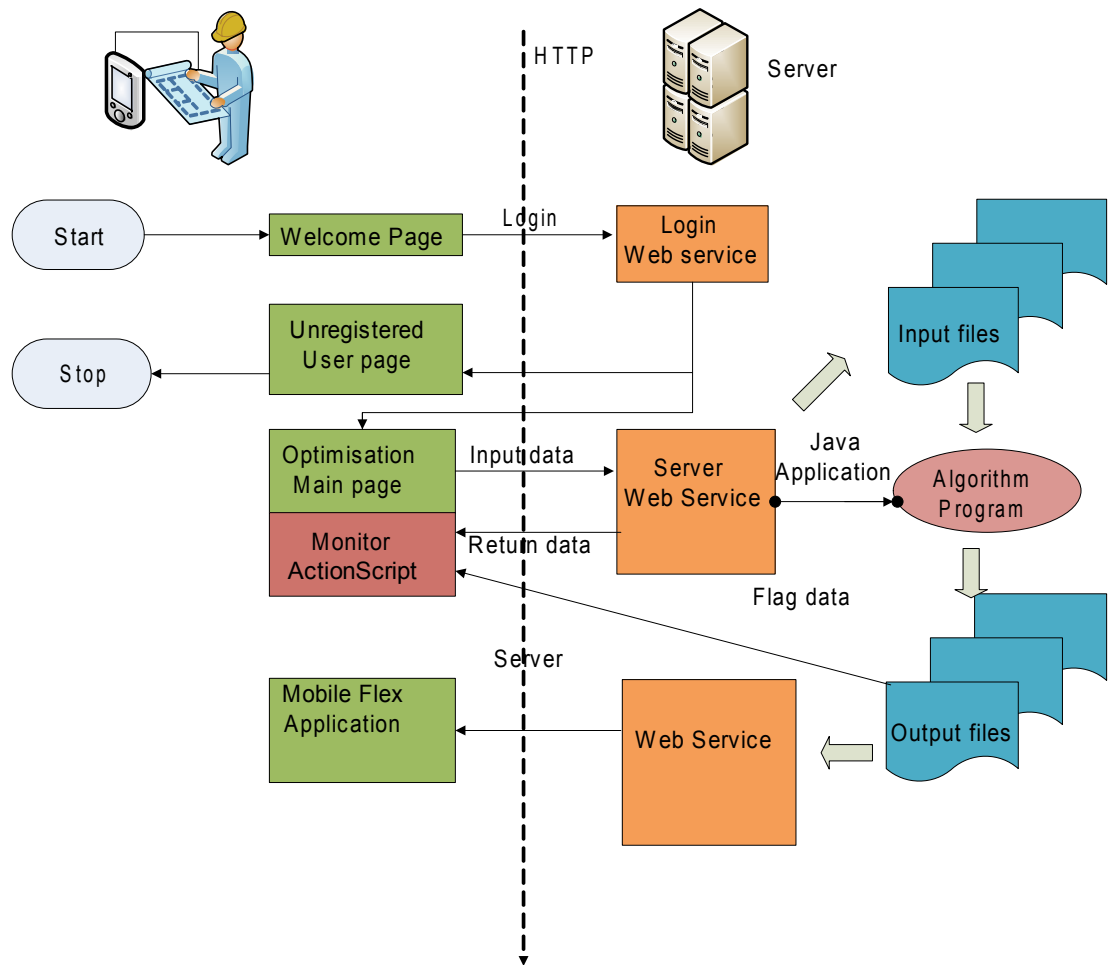 HTTP
Server
Start
Welcome Page
Login
Login
Web service
Unregistered
User page
Stop
Input files
Optimisation
Main page
Input data
Server
Web Service
Java
Application
Algorithm
Program
Monitor
ActionScript
Return data
Flag data
Server
Mobile Flex
Application
Web Service
Output files